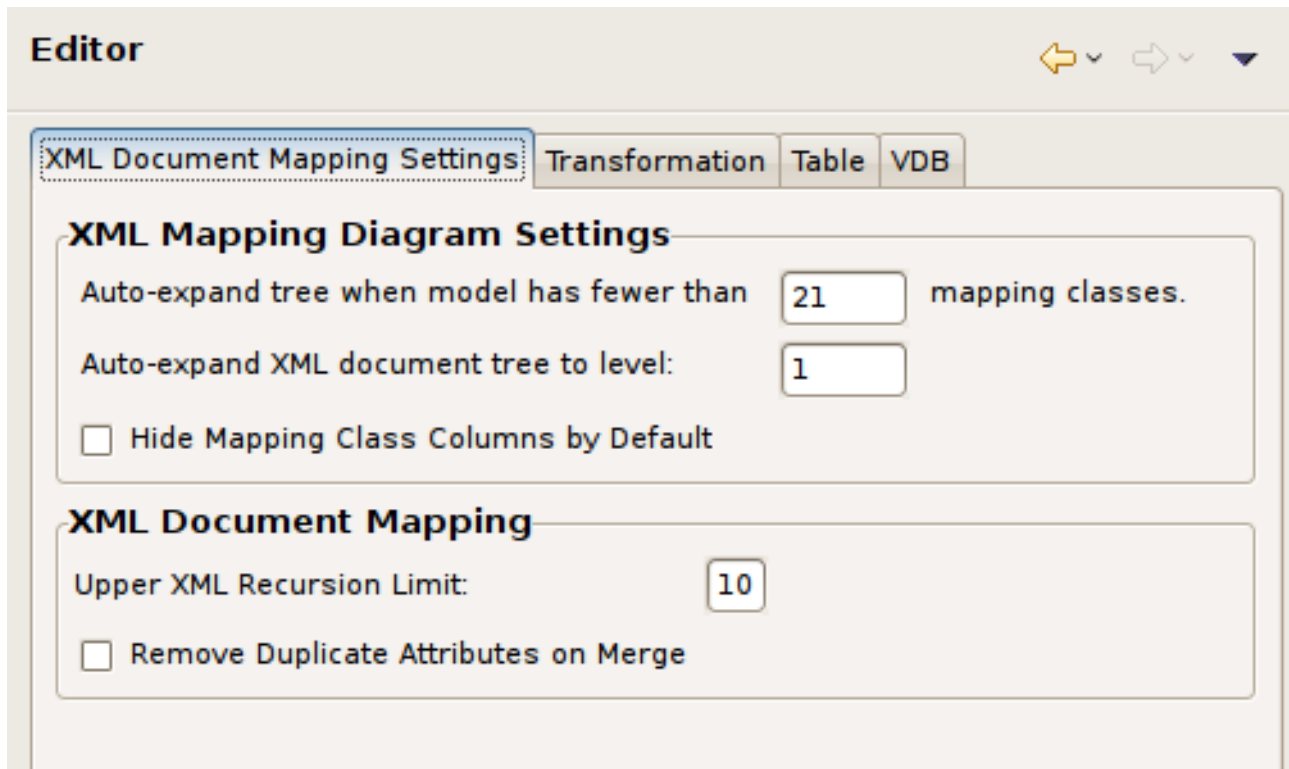 Editor
XML Document Mapping Settings Transformation Table VDB
XML Mapping Diagram Settings
Auto-expand tree when model has fewer than 21 mapping classes.
Auto-expand XML document tree to level: 1
Hide Mapping Class Columns by Default
XML Document Mapping
Upper XML Recursion Limit: 10
Remove Duplicate Attributes on Merge